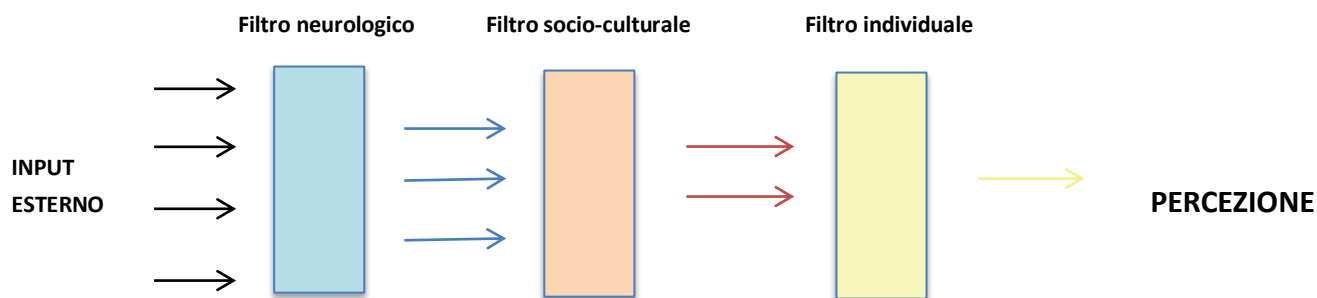 Filtro neurologico
Filtro socio-culturale
Filtro individuale
INPUT
ESTERNO
PERCEZIONE